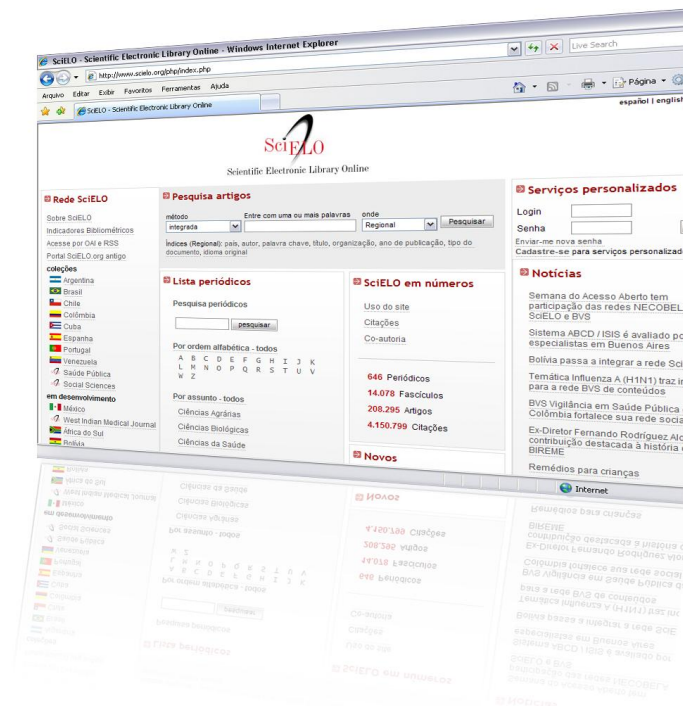 SciELO - Scientific Electronic Library Online - Windows Internet Explorer
http://www.scielo.org/php/index.php
Live Search
Arquivo Editar Exibir Favoritos Ferramentas Ajuda
SciELO - Scientific Electronic Library Online
Página
español | english
SciELO
Scientific Electronic Library Online
Rede SciELO
Sobre SciELO
Indicadores Bibliométricos
Acesse por OAI e RSS
Portal SciELO.org antigo
coleções
Argentina
Brasil
Chile
Colômbia
Cuba
Espanha
Portugal
Venezuela
Saúde Pública
Social Sciences
em desenvolvimento
México
West Indian Medical Journal
África do Sul
Bolívia
Pesquisa artigos
método Entre com uma ou mais palavras onde
integrada Regional Pesquisar
Índices (Regional): país, autor, palavra chave, título, organização, ano de publicação, tipo do
documento, idioma original
Lista periódicos
Pesquisa periódicos
pesquisar
Por ordem alfabética - todos
A B C D E F G H I J K
L M N O P Q R S T U V
W Z
Por assunto - todos
Ciências Agrárias
Ciências Biológicas
Ciências da Saúde
SciELO em números
Uso do site
Citações
Co-autoria
646 Periódicos
14.078 Fascículos
208.295 Artigos
4.150.799 Citações
Novos
Serviços personalizados
Login
Senha
Enviar-me nova senha
Cadastre-se para serviços personalizado
Notícias
Semana do Acesso Aberto tem
participação das redes NECOBEL
SciELO e BVS
Sistema ABCD / ISIS é avaliado po
especialistas em Buenos Aires
Bolívia passa a integrar a rede Sci
Temática Influenza A (H1N1) traz in
para a rede BVS de conteúdos
BVS Vigilância em Saúde Pública
Colômbia fortalece sua rede socia
Ex-Diretor Fernando Rodríguez Alo
contribuição destacada à história
BIREME
Remédios para crianças
Internet